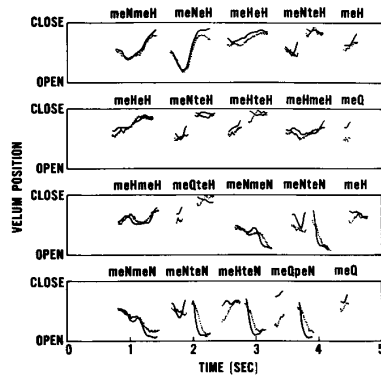 meNmeH meNeH meHeH meNteH meH
CLOSE
OPEN
meHeH meNteH meHteH meHmeH meQ
CLOSE
OPEN
meHmeH meQteH meNmeN meNteN meH
CLOSE
OPEN
meNmeN meNteN meHteN meQpeN meQ
CLOSE
OPEN
VELUM POSITION
0 1 2 3 4 5
TIME (SEC)